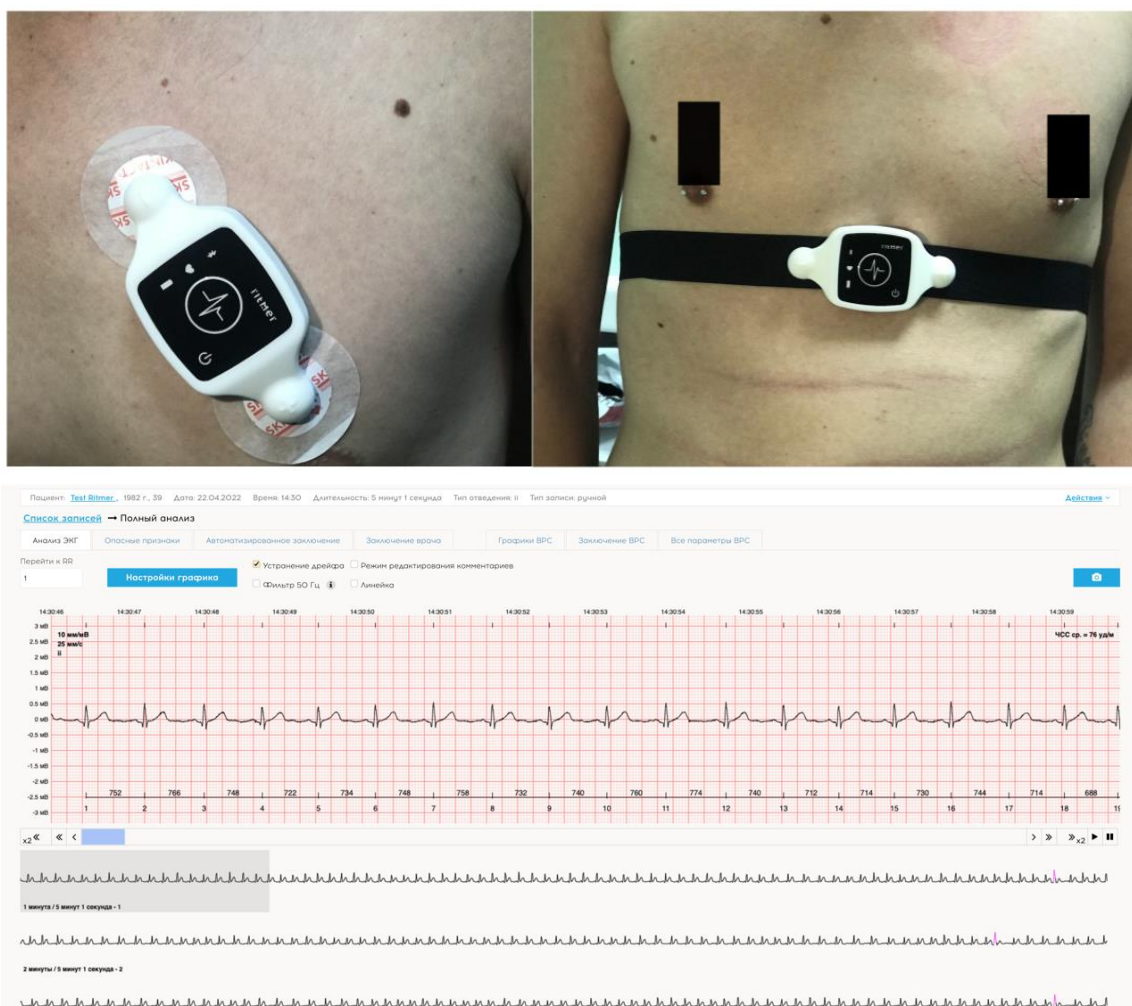 SKINTACT
SK
SK
SK
SK
ritmer
ritmer
Пациент: Test Ritmer , 1982 г., 39 Дата: 22.04.2022 Время: 14:30 Длительность: 5 минут 1 секунда Тип отведения: ii Тип записи: ручной Действия
Список записей → Полный анализ
Анализ ЭКГ Опасные признаки Автоматизированное заключение Заключение врача Графики ВРС Заключение ВРС Все параметры ВРС
Перейти к RR
1 Настройки графика
Устранение дрейфа Режим редактирования комментариев
Фильтр 50 Гц Линейка
14:30:46 14:30:47 14:30:48 14:30:49 14:30:50 14:30:51 14:30:52 14:30:53 14:30:54 14:30:55 14:30:56 14:30:57 14:30:58 14:30:59
3 мВ
10 мм/мВ ЧСС ср. = 76 уд/м
2.5 мВ 25 мм/с
2 мВ ii
1.5 мВ
1 мВ
0.5 мВ
0 мВ
-0.5 мВ
-1 мВ
-1.5 мВ
-2 мВ
752 766 748 722 734 748 758 732 740 760 774 740 712 714 730 744 714 688
-2.5 мВ
1 2 3 4 5 6 7 8 9 10 11 12 13 14 15 16 17 18 19
-3 мВ
x2 « « < > » » x2
1 минута / 5 минут 1 секунда - 1
2 минуты / 5 минут 1 секунда - 2